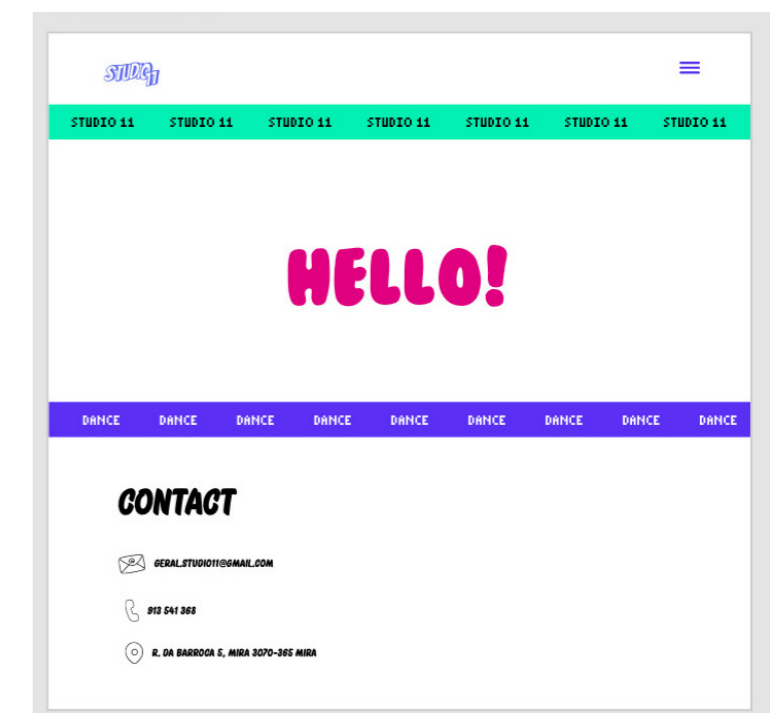 STUDIO 11
STUDIO 11 STUDIO 11 STUDIO 11 STUDIO 11 STUDIO 11 STUDIO 11 STUDIO 11
HELLO!
DANCE DANCE DANCE DANCE DANCE DANCE DANCE DANCE DANCE
CONTACT
GERAL.STUDIO11@GMAIL.COM
913 541 368
R. DA BARROCA 5, MIRA 3070-365 MIRA